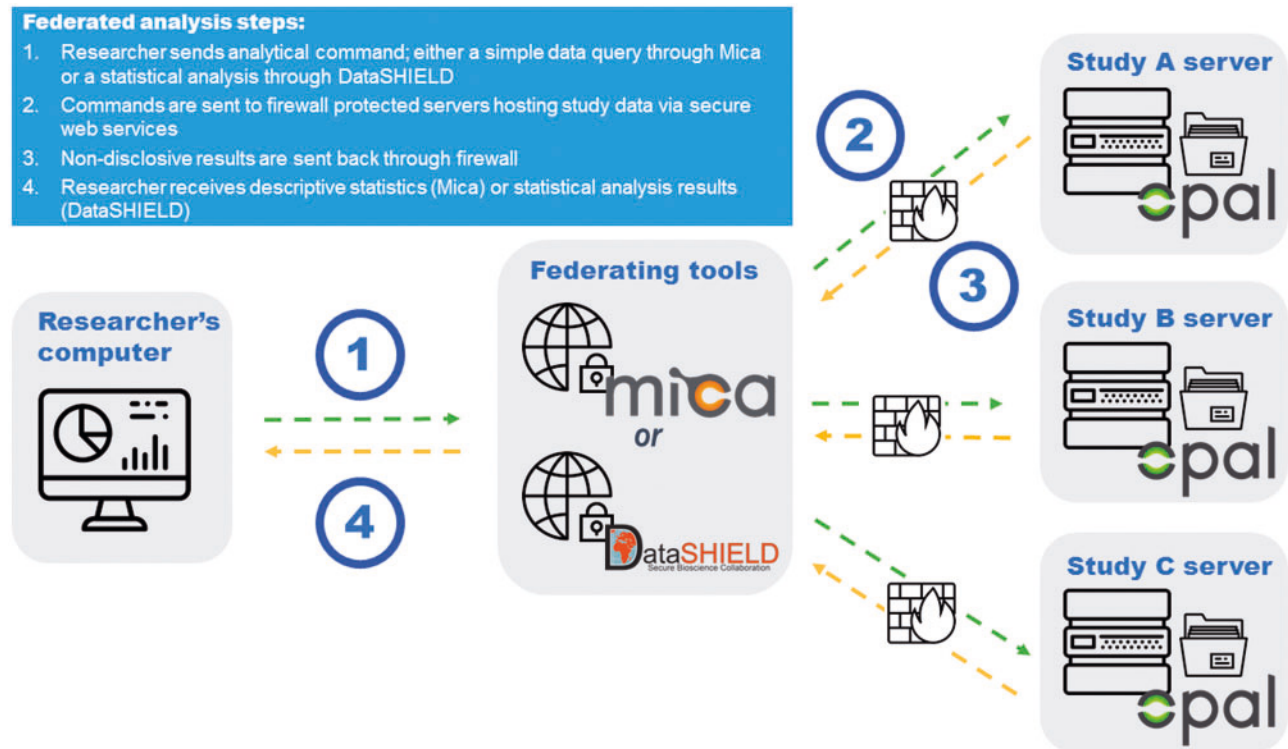 Federated analysis steps:
1. Researcher sends analytical command; either a simple data query through Mica
or a statistical analysis through DataSHIELD
2. Commands are sent to firewall protected servers hosting study data via secure
web services
3. Non-disclosive results are sent back through firewall
4. Researcher receives descriptive statistics (Mica) or statistical analysis results
(DataSHIELD)
Researcher's
computer
1
4
Federating tools
mica
or
DataSHIELD
Secure Bioscience Collaboration
2
3
Study A server
opal
Study B server
opal
Study C server
opal